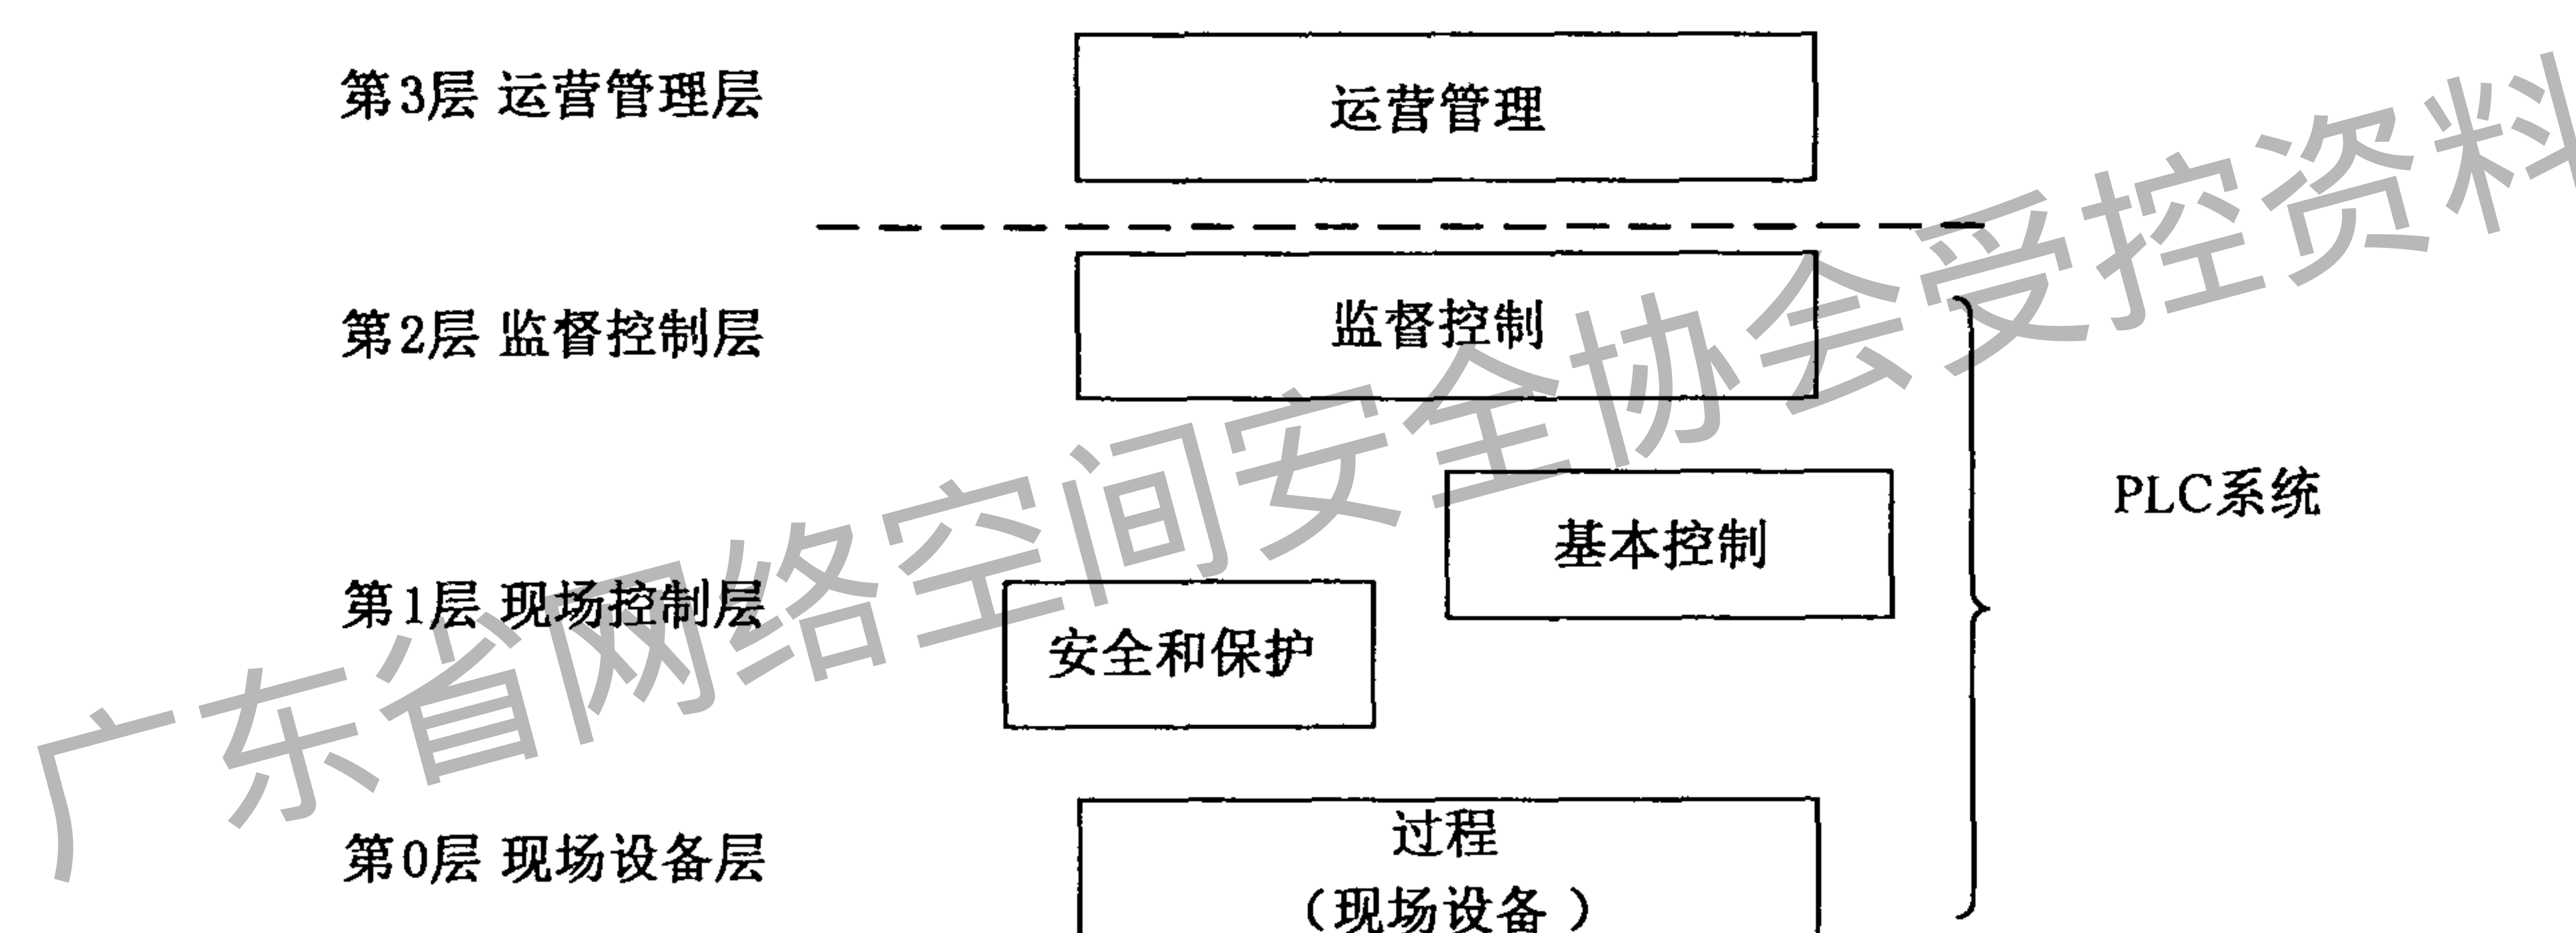 第3层 运营管理层
运营管理
第2层 监督控制层
监督控制
PLC系统
基本控制
第1层 现场控制层
安全和保护
第0层 现场设备层
过程
（现场设备）
广东省网络空间安全协会受控资料